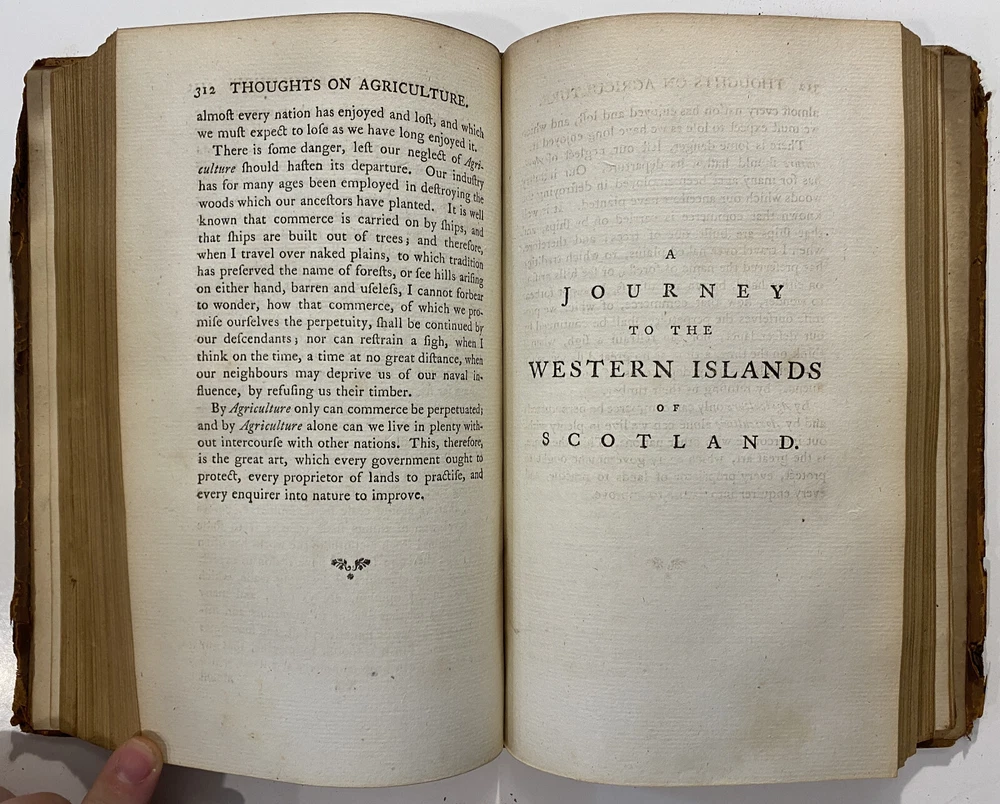 312 THOUGHTS ON AGRICULTURE.
almoſt every nation has enjoyed and loſt, and which
we muſt expect to loſe as we have long enjoyed it.
There is ſome danger, leſt our neglect of Agri-
culture ſhould haſten its departure. Our induſtry
has for many ages been employed in deſtroying the
woods which our anceſtors have planted. It is well
known that commerce is carried on by ſhips, and
that ſhips are built out of trees; and therefore,
when I travel over naked plains, to which tradition
has preſerved the name of foreſts, or ſee hills ariſing
on either hand, barren and uſeleſs, I cannot forbear
to wonder, how that commerce, of which we pro-
miſe ourſelves the perpetuity, ſhall be continued by
our deſcendants; nor can reſtrain a ſigh, when I
think on the time, a time at no great diſtance, when
our neighbours may deprive us of our naval in-
fluence, by refuſing us their timber.
By Agriculture only can commerce be perpetuated;
and by Agriculture alone can we live in plenty with-
out intercourſe with other nations. This, therefore,
is the great art, which every government ought to
protect, every proprietor of lands to practiſe, and
every enquirer into nature to improve.
A
JOURNEY
TO THE
WESTERN ISLANDS
OF
SCOTLAND.